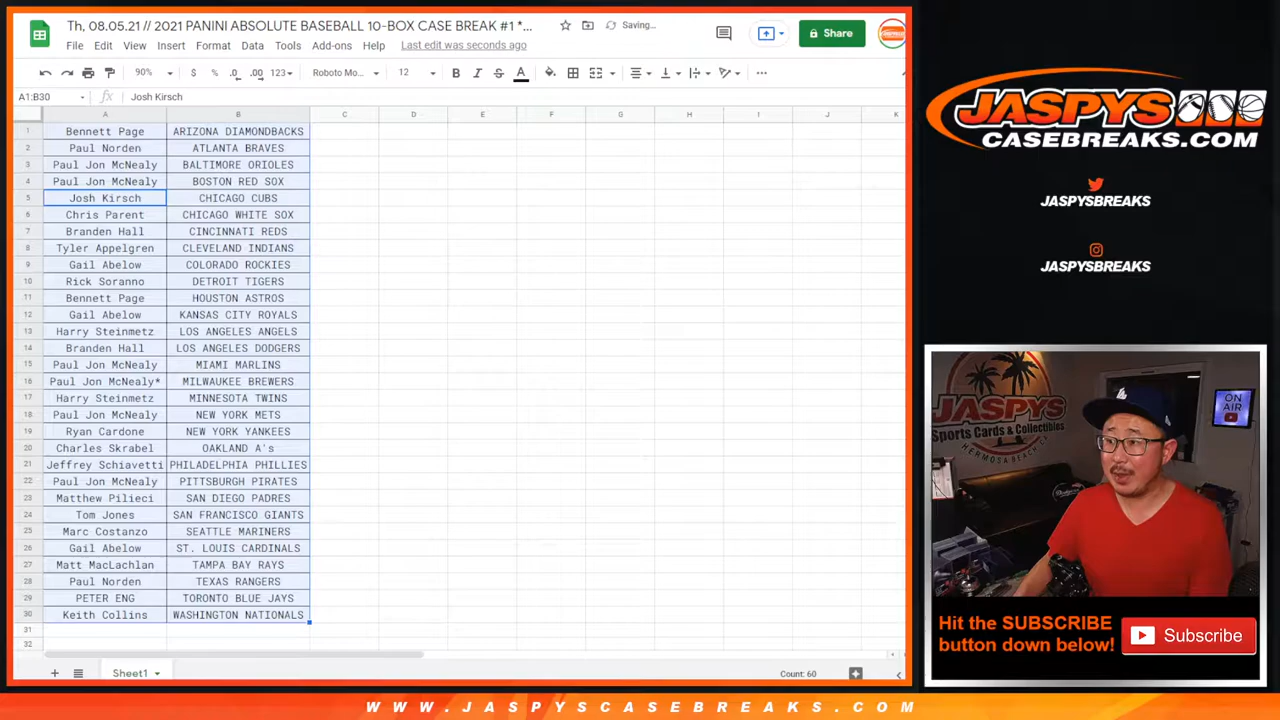 Th, 08.05.21 // 2021 PANINI ABSOLUTE BASEBALL 10-BOX CASE BREAK #1 *...
Saving...
Share
File Edit View Insert Format Data Tools Add-ons Help Last edit was seconds ago
90% $ % .0 .00 123 Roboto Mo... 12 B I S A
A1:B30 fx Josh Kirsch
A B C D E F G H I J K
1 Bennett Page ARIZONA DIAMONDBACKS
2 Paul Norden ATLANTA BRAVES
3 Paul Jon McNealy BALTIMORE ORIOLES
4 Paul Jon McNealy BOSTON RED SOX
5 Josh Kirsch CHICAGO CUBS
6 Chris Parent CHICAGO WHITE SOX
7 Branden Hall CINCINNATI REDS
8 Tyler Appelgren CLEVELAND INDIANS
9 Gail Abelow COLORADO ROCKIES
10 Rick Soranno DETROIT TIGERS
11 Bennett Page HOUSTON ASTROS
12 Gail Abelow KANSAS CITY ROYALS
13 Harry Steinmetz LOS ANGELES ANGELS
14 Branden Hall LOS ANGELES DODGERS
15 Paul Jon McNealy MIAMI MARLINS
16 Paul Jon McNealy* MILWAUKEE BREWERS
17 Harry Steinmetz MINNESOTA TWINS
18 Paul Jon McNealy NEW YORK METS
19 Ryan Cardone NEW YORK YANKEES
20 Charles Skrabel OAKLAND A's
21 Jeffrey Schiavetti PHILADELPHIA PHILLIES
22 Paul Jon McNealy PITTSBURGH PIRATES
23 Matthew Pilieci SAN DIEGO PADRES
24 Tom Jones SAN FRANCISCO GIANTS
25 Marc Costanzo SEATTLE MARINERS
26 Gail Abelow ST. LOUIS CARDINALS
27 Matt MacLachlan TAMPA BAY RAYS
28 Paul Norden TEXAS RANGERS
29 PETER ENG TORONTO BLUE JAYS
30 Keith Collins WASHINGTON NATIONALS
31
32
Sheet1
Count: 60
JASPYS
CASEBREAKS.COM
JASPYSBREAKS
JASPYSBREAKS
JASPYS
Sports Cards & Collectibles
HERMOSA BEACH CA
ON
AIR
Hit the SUBSCRIBE
button down below!
Subscribe
WWW.JASPYSCASEBREAKS.COM